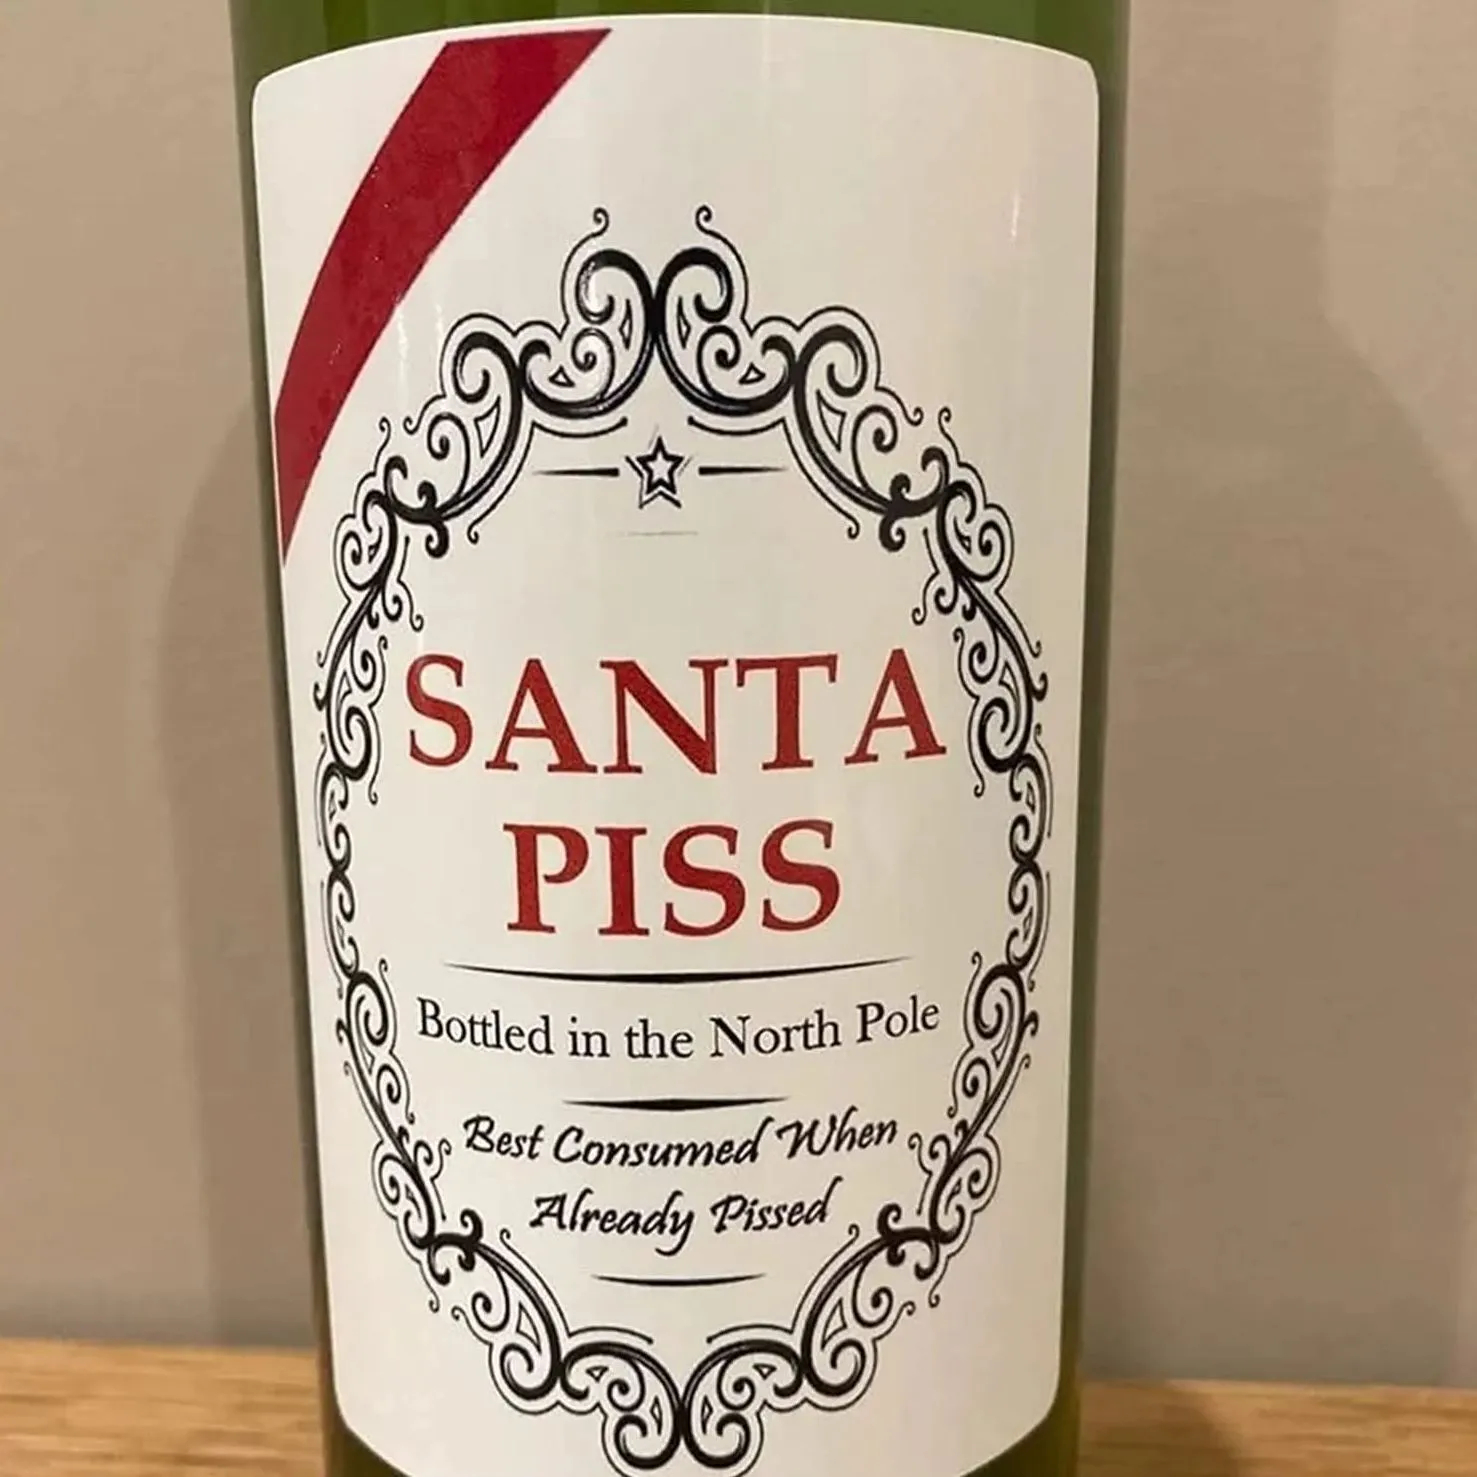 SANTA
PISS
Bottled in the North Pole
Best Consumed When
Already Pissed